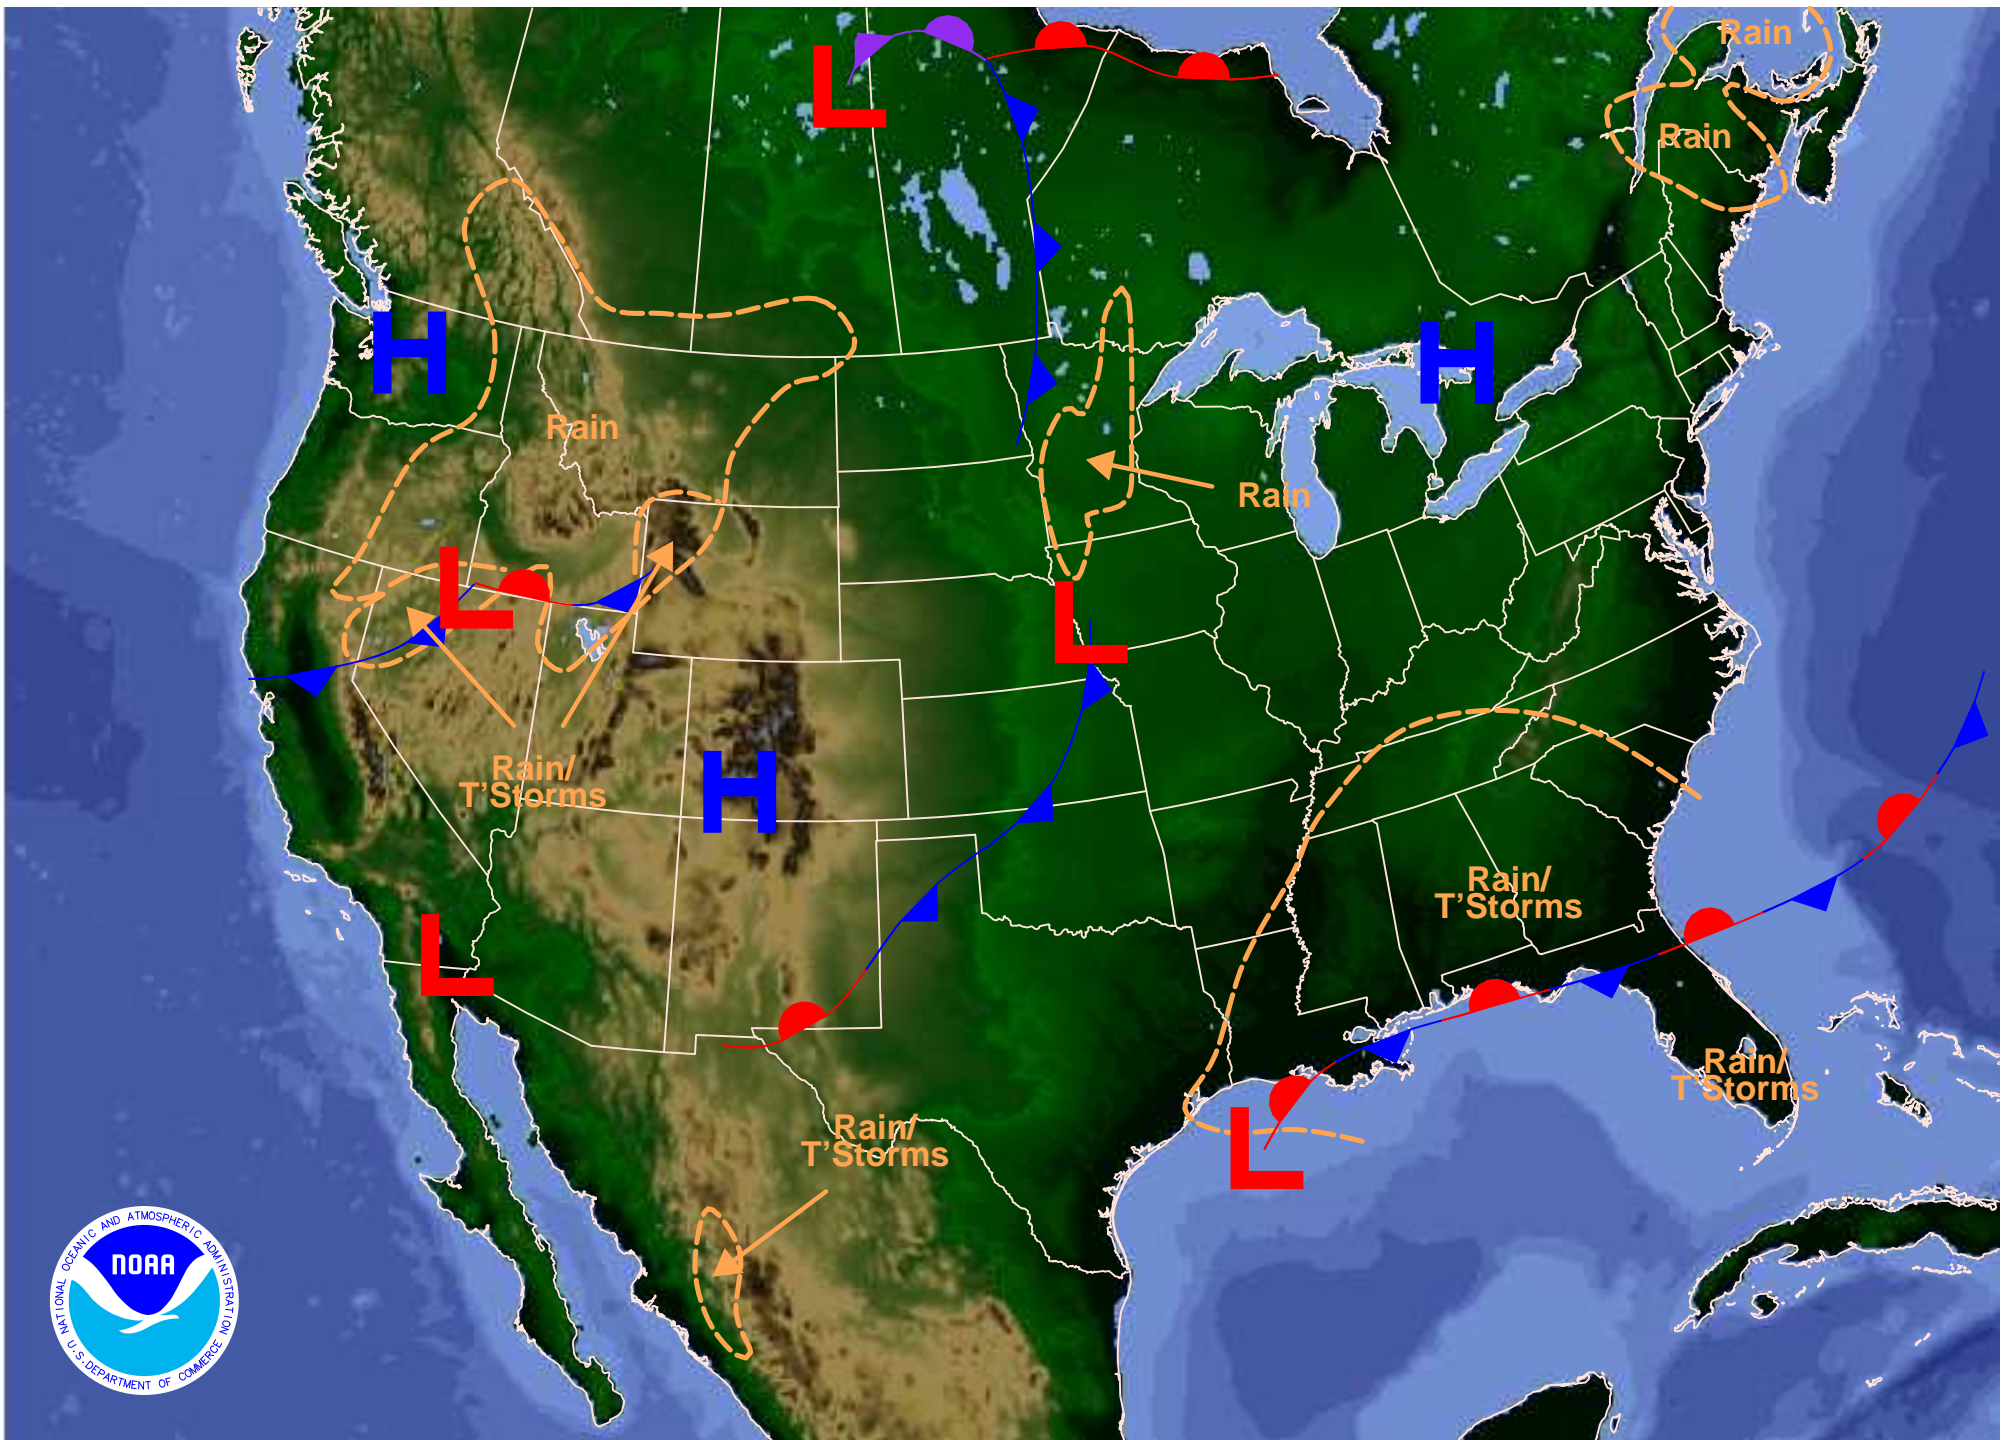 Rain
Rain
L
H
H
Rain
Rain
L
L
Rain/
T'Storms
H
Rain/
T'Storms
L
Rain/
T'Storms
Rain/
T'Storms
L
NATIONAL OCEANIC AND ATMOSPHERIC ADMINISTRATION
NOAA
U.S. DEPARTMENT OF COMMERCE